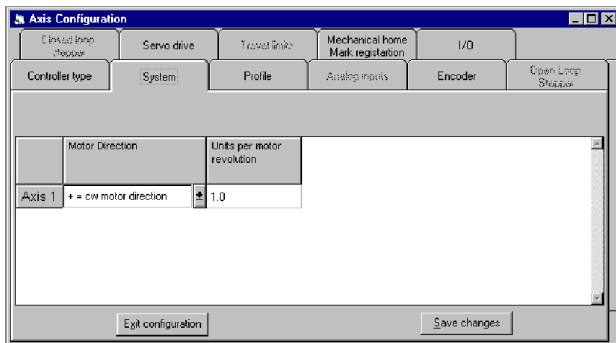 Axis Configuration
Closed loop stepper
Servo drive
Travel limits
Mechanical home
Mark registartion
I/O
Controller type
System
Profile
Analog inputs
Encoder
Open Loop Stepper
Motor Direction
Units per motor revolution
Axis 1
+ = cw motor direction
1.0
Exit configuration
Save changes